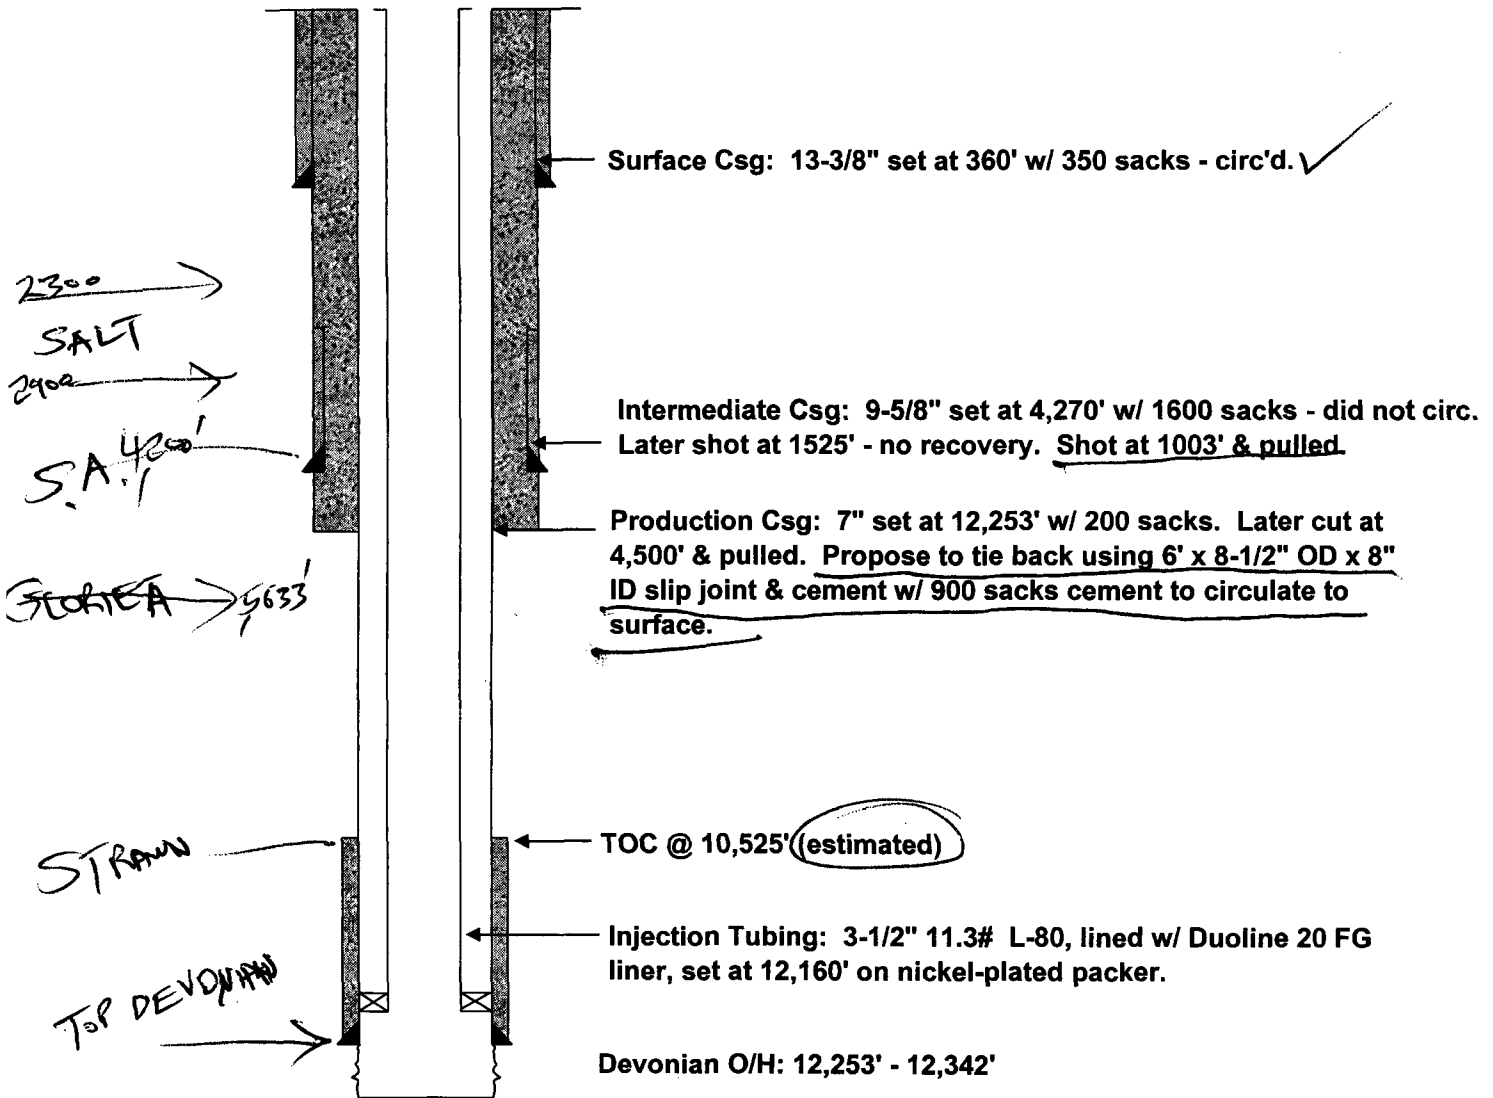 Surface Csg: 13-3/8" set at 360' w/ 350 sacks - circ'd.
2300
SALT
2900
S.A. 4200'
Intermediate Csg: 9-5/8" set at 4,270' w/ 1600 sacks - did not circ.
Later shot at 1525' - no recovery. Shot at 1003' & pulled.
Production Csg: 7" set at 12,253' w/ 200 sacks. Later cut at
4,500' & pulled. Propose to tie back using 6' x 8-1/2" OD x 8"
ID slip joint & cement w/ 900 sacks cement to circulate to
surface.
GLORIETA 5,633'
STRAWN
TOC @ 10,525' (estimated)
Injection Tubing: 3-1/2" 11.3# L-80, lined w/ Duoline 20 FG
liner, set at 12,160' on nickel-plated packer.
TOP DEVONIAN
Devonian O/H: 12,253' - 12,342'